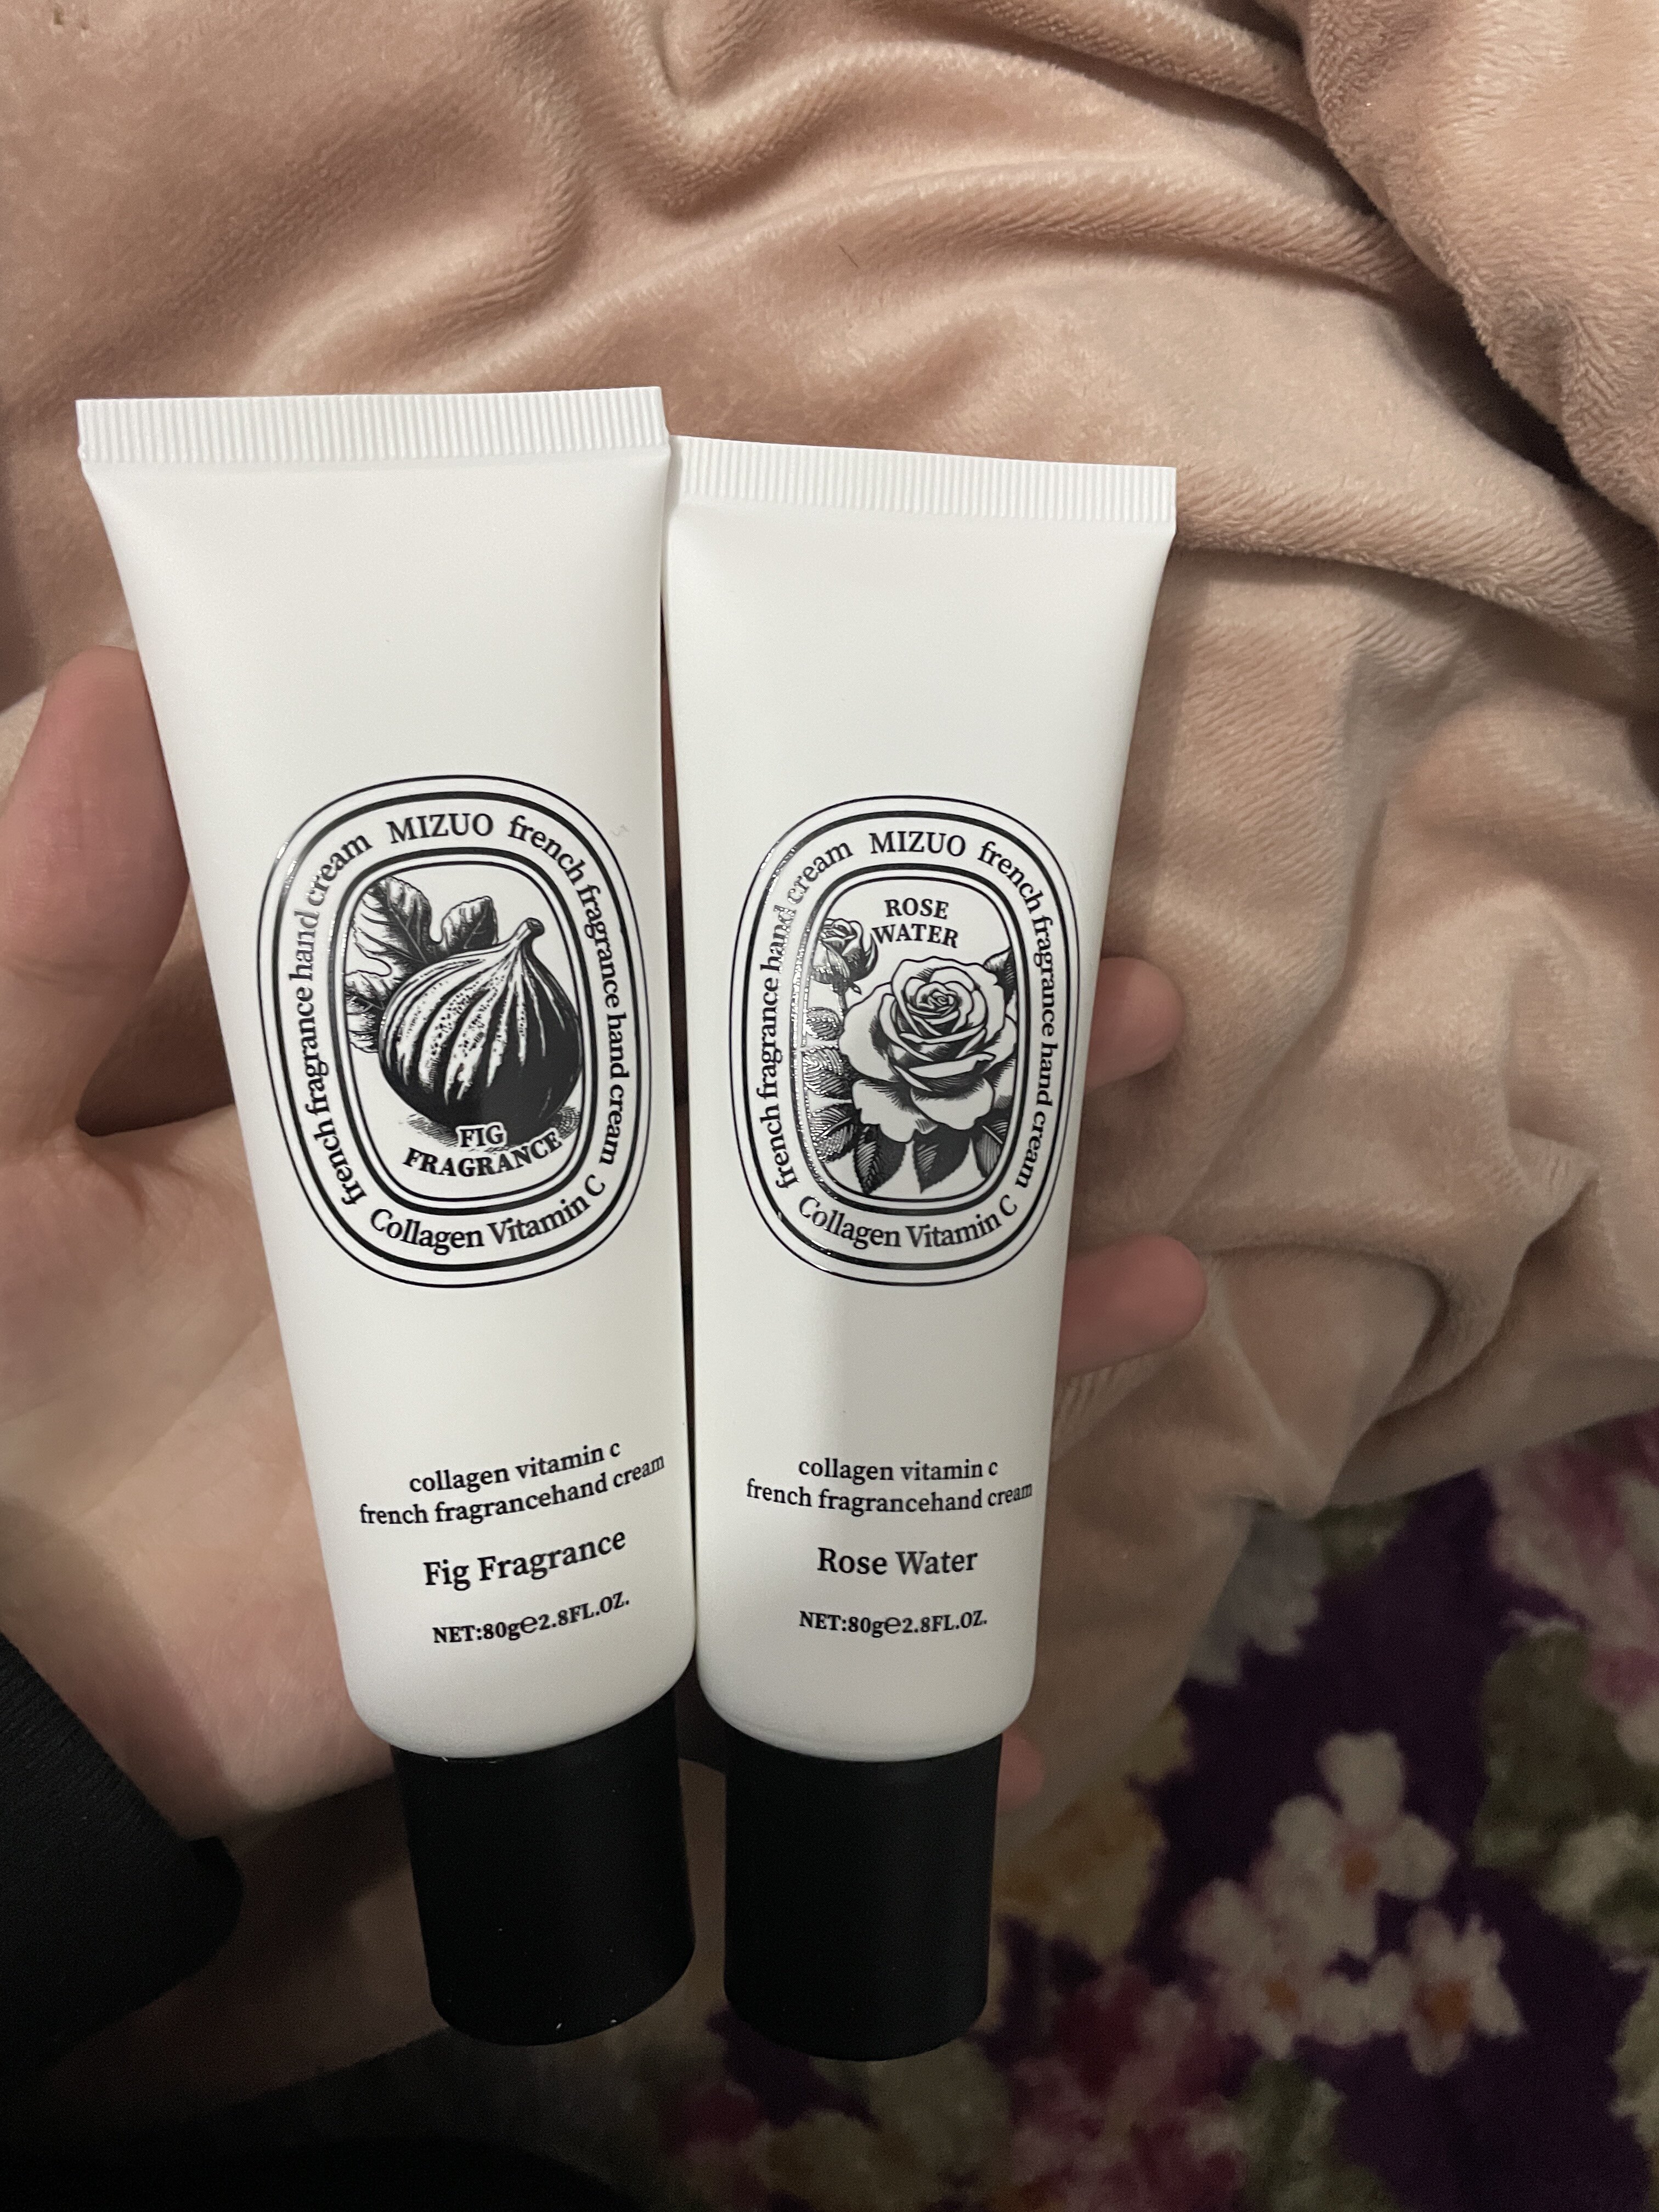 MIZUO french fragrance hand cream
Collagen Vitamin C
french fragrance hand cream
FIG
FRAGRANCE
collagen vitamin c
french fragrancehand cream
Fig Fragrance
NET:80g℮2.8FL.OZ.
MIZUO french fragrance hand cream
Collagen Vitamin C
french fragrance hand cream
ROSE
WATER
collagen vitamin c
french fragrancehand cream
Rose Water
NET:80g℮2.8FL.OZ.